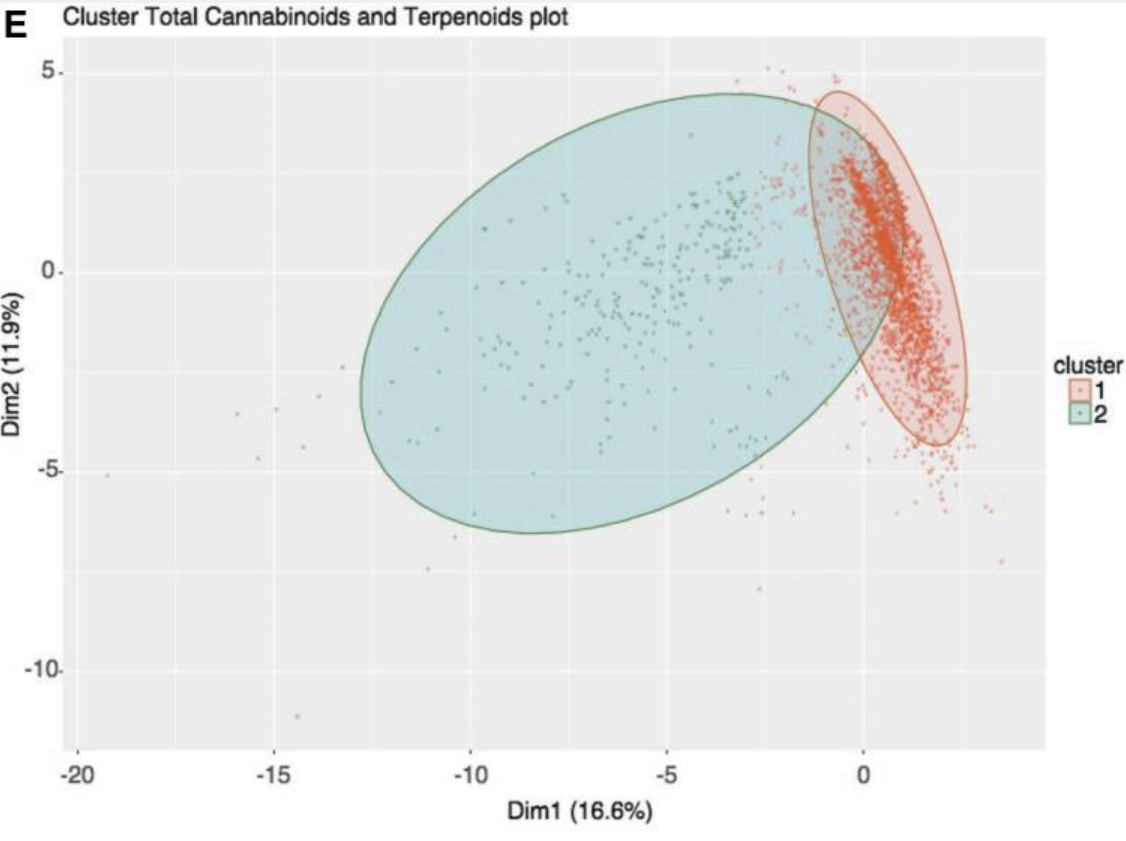 E
Cluster Total Cannabinoids and Terpenoids plot
5
0
-5
-10
Dim2 (11.9%)
-20 -15 -10 -5 0
Dim1 (16.6%)
cluster
1
2